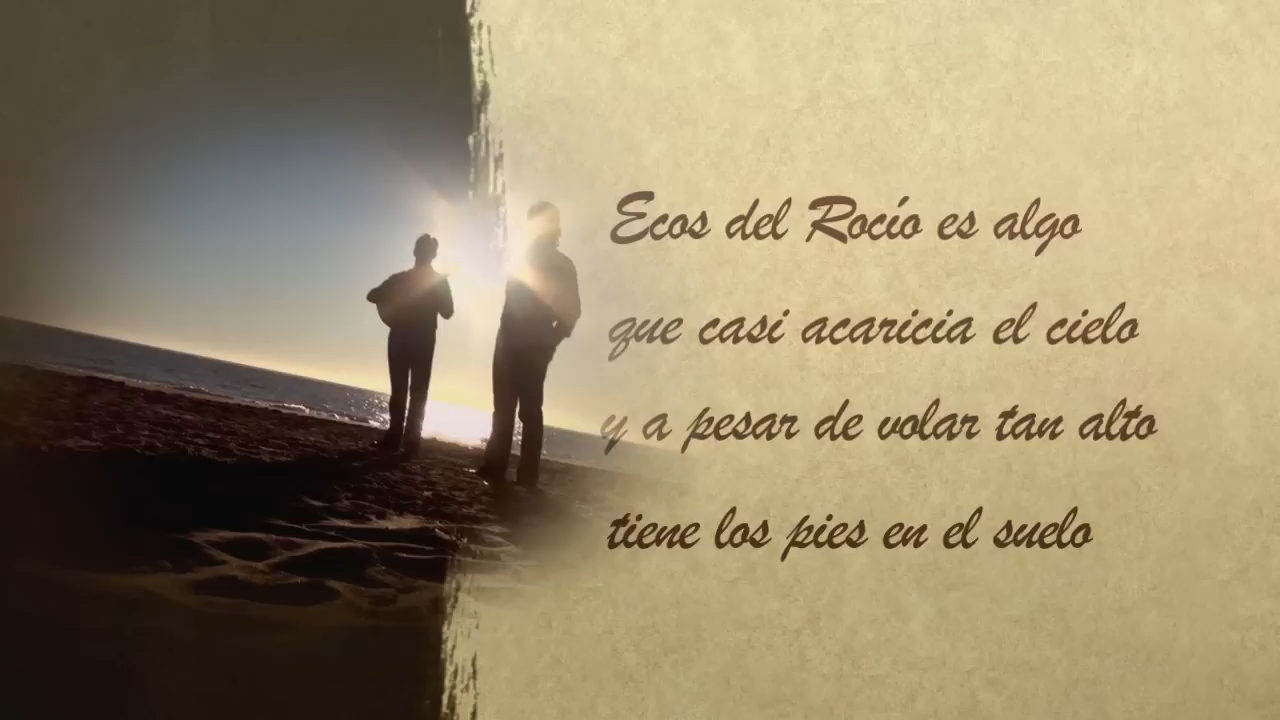 Ecos del Rocío es algo
que casi acaricia el cielo
y a pesar de volar tan alto
tiene los pies en el suelo